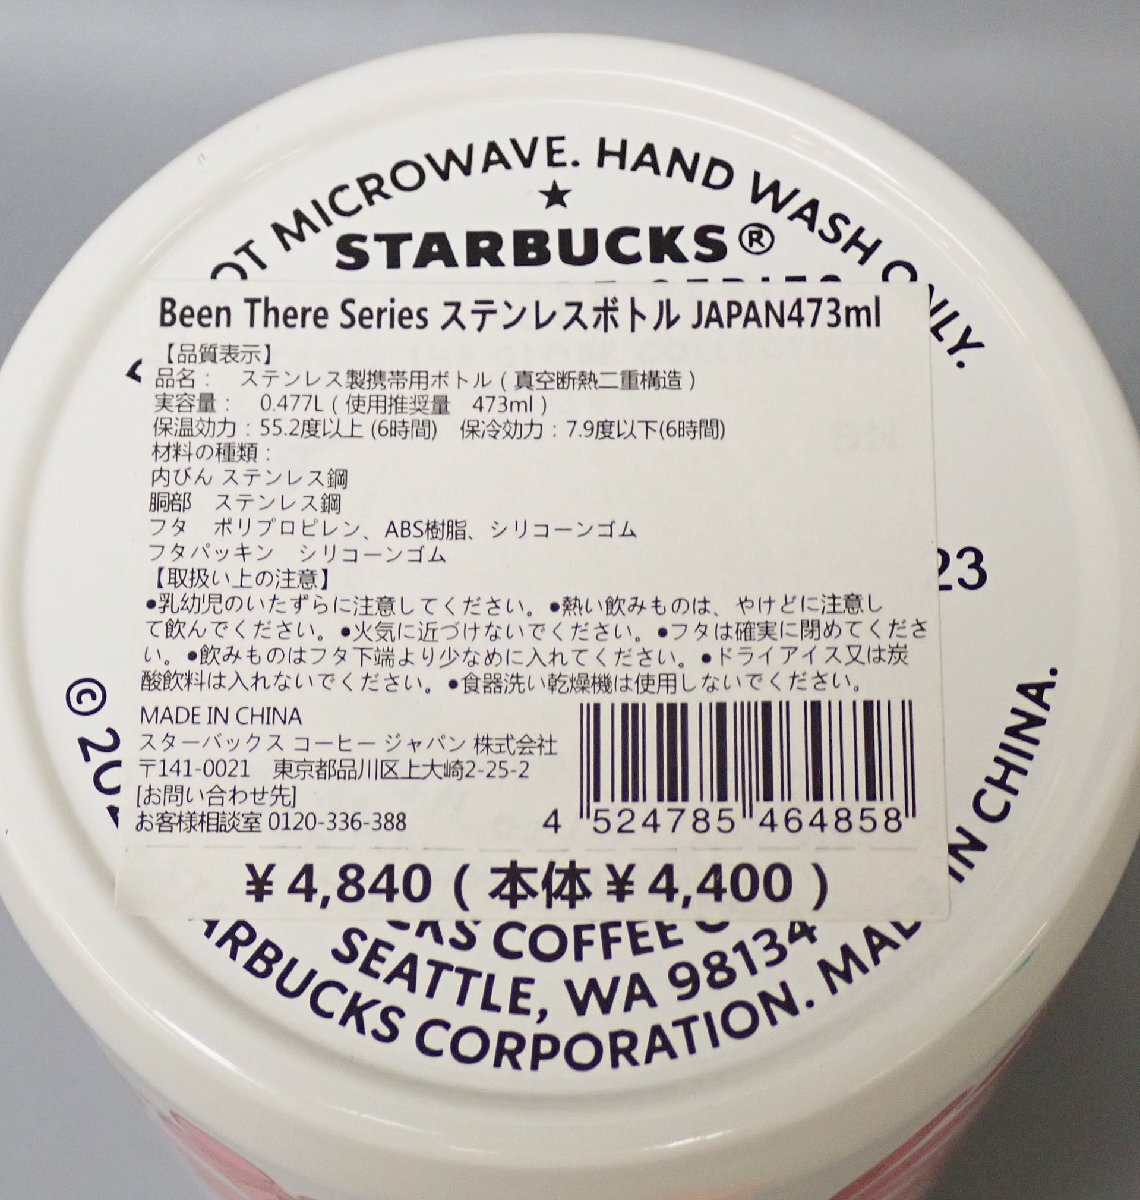 NOT MICROWAVE. HAND WASH ONLY.
STARBUCKS®
Been There Series ステンレスボトル JAPAN473ml
【品質表示】
品名： ステンレス製携帯用ボトル ( 真空断熱二重構造 )
実容量： 0.477L ( 使用推奨量 473ml )
保温効力：55.2度以上 (6時間) 保冷効力：7.9度以下(6時間)
材料の種類：
内びん ステンレス鋼
胴部 ステンレス鋼
フタ ポリプロピレン、ABS樹脂、シリコーンゴム
フタパッキン シリコーンゴム
【取扱い上の注意】
●乳幼児のいたずらに注意してください。●熱い飲みものは、やけどに注意し
て飲んでください。●火気に近づけないでください。●フタは確実に閉めてくださ
い。●飲みものはフタ下端より少なめに入れてください。●ドライアイス又は炭
酸飲料は入れないでください。●食器洗い乾燥機は使用しないでください。
MADE IN CHINA
スターバックス コーヒー ジャパン 株式会社
〒141-0021 東京都品川区上大崎2-25-2
[お問い合わせ先]
お客様相談室 0120-336-388
4 524785 464858
¥ 4,840 ( 本体 ¥ 4,400 )
23
COFFEE
SEATTLE, WA 98134
© 20
STARBUCKS CORPORATION. MADE IN CHINA.